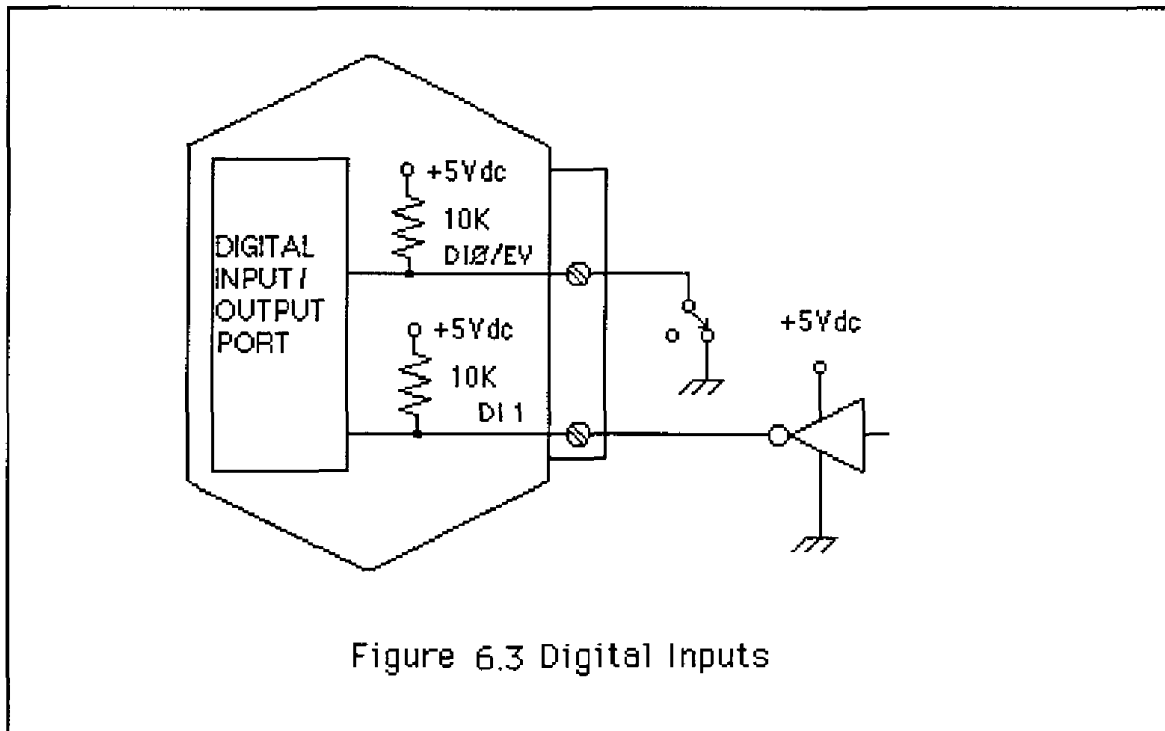 +5Vdc
10K
DIØ/EV
DIGITAL
INPUT/
OUTPUT
PORT
+5Vdc
10K
DI 1
+5Vdc
Figure 6.3 Digital Inputs